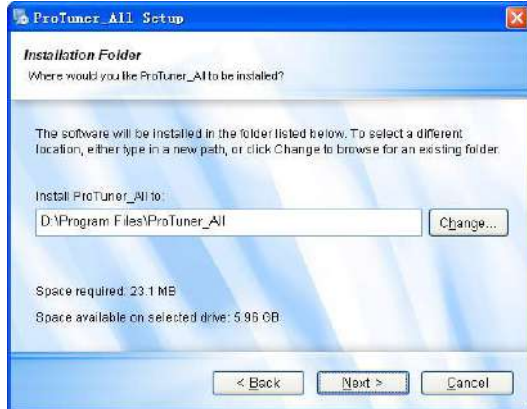 ProTuner_All Setup
Installation Folder
Where would you like ProTuner_All to be installed?
The software will be installed in the folder listed below. To select a different
location, either type in a new path, or click Change to browse for an existing folder.
Install ProTuner_All to:
D:\Program Files\ProTuner_All
Change...
Space required: 23.1 MB
Space available on selected drive: 5.96 GB
< Back
Next >
Cancel